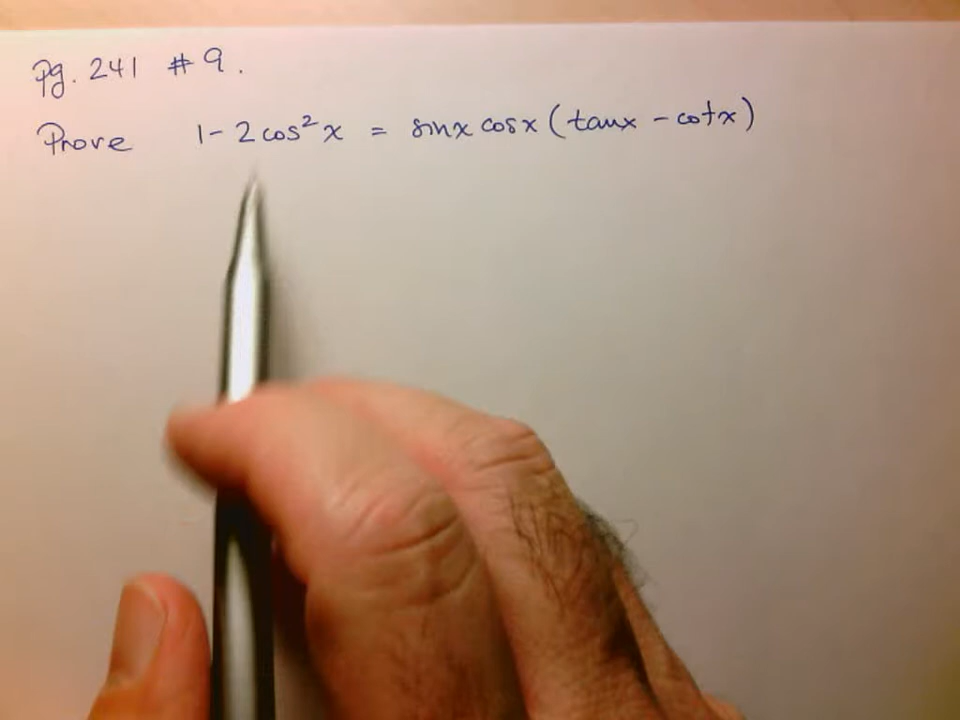 Pg. 241 #9.
Prove 1-2cos²x = sinx cosx (tanx - cotx)